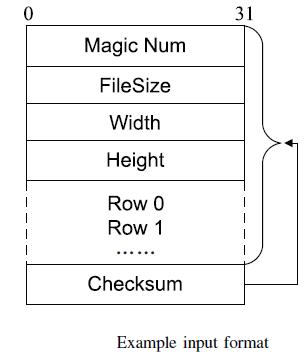 0 31
Magic Num
FileSize
Width
Height
Row 0
Row 1
......
Checksum
Example input format